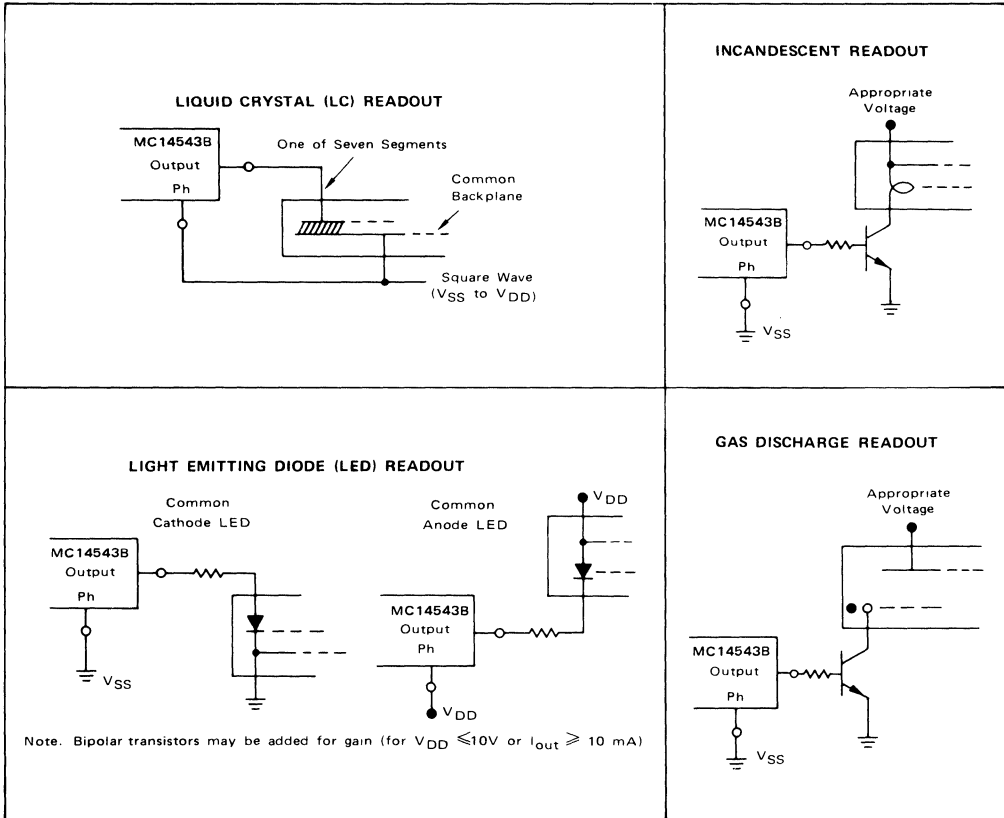 LIQUID CRYSTAL (LC) READOUT
MC14543B
Output
Ph
One of Seven Segments
Common
Backplane
Square Wave
(VSS to VDD)
INCANDESCENT READOUT
Appropriate
Voltage
MC14543B
Output
Ph
VSS
LIGHT EMITTING DIODE (LED) READOUT
Common
Cathode LED
MC14543B
Output
Ph
VSS
Common
Anode LED
VDD
MC14543B
Output
Ph
VDD
Note. Bipolar transistors may be added for gain (for VDD ⩽10V or Iout ⩾ 10 mA)
GAS DISCHARGE READOUT
Appropriate
Voltage
MC14543B
Output
Ph
VSS